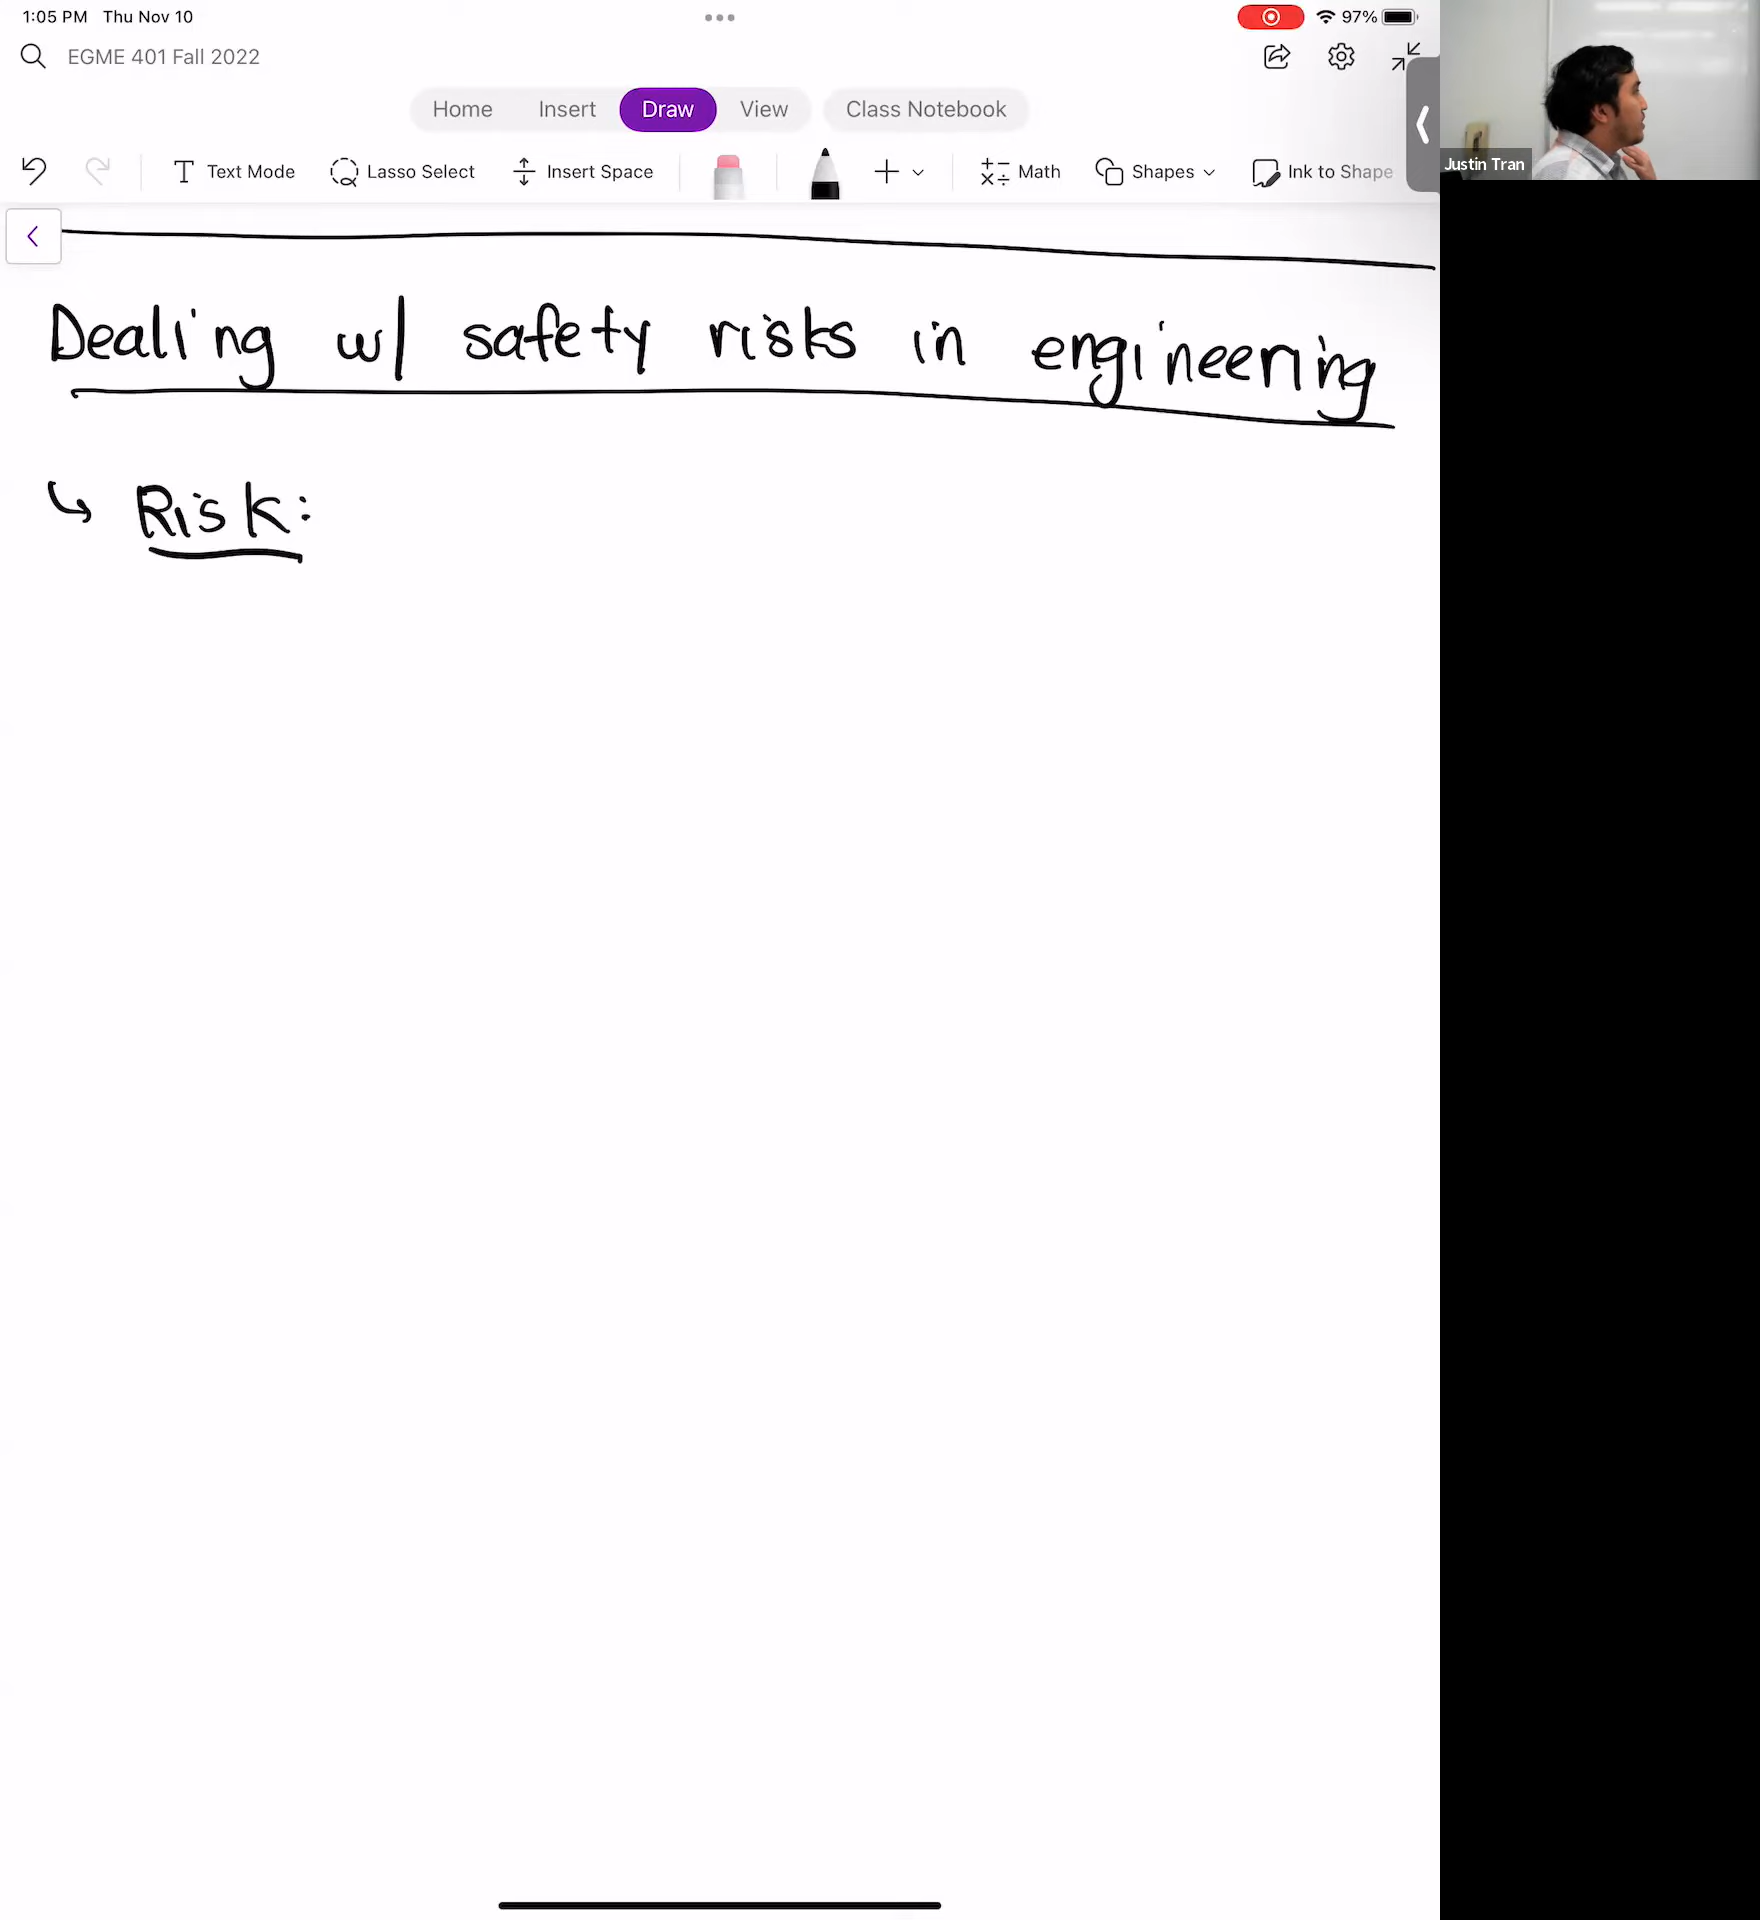 1:05 PM Thu Nov 10 97%
EGME 401 Fall 2022
Home Insert Draw View Class Notebook
Text Mode Lasso Select Insert Space Math Shapes Ink to Shape
Justin Tran
Dealing w/ safety risks in engineering
↳ Risk: